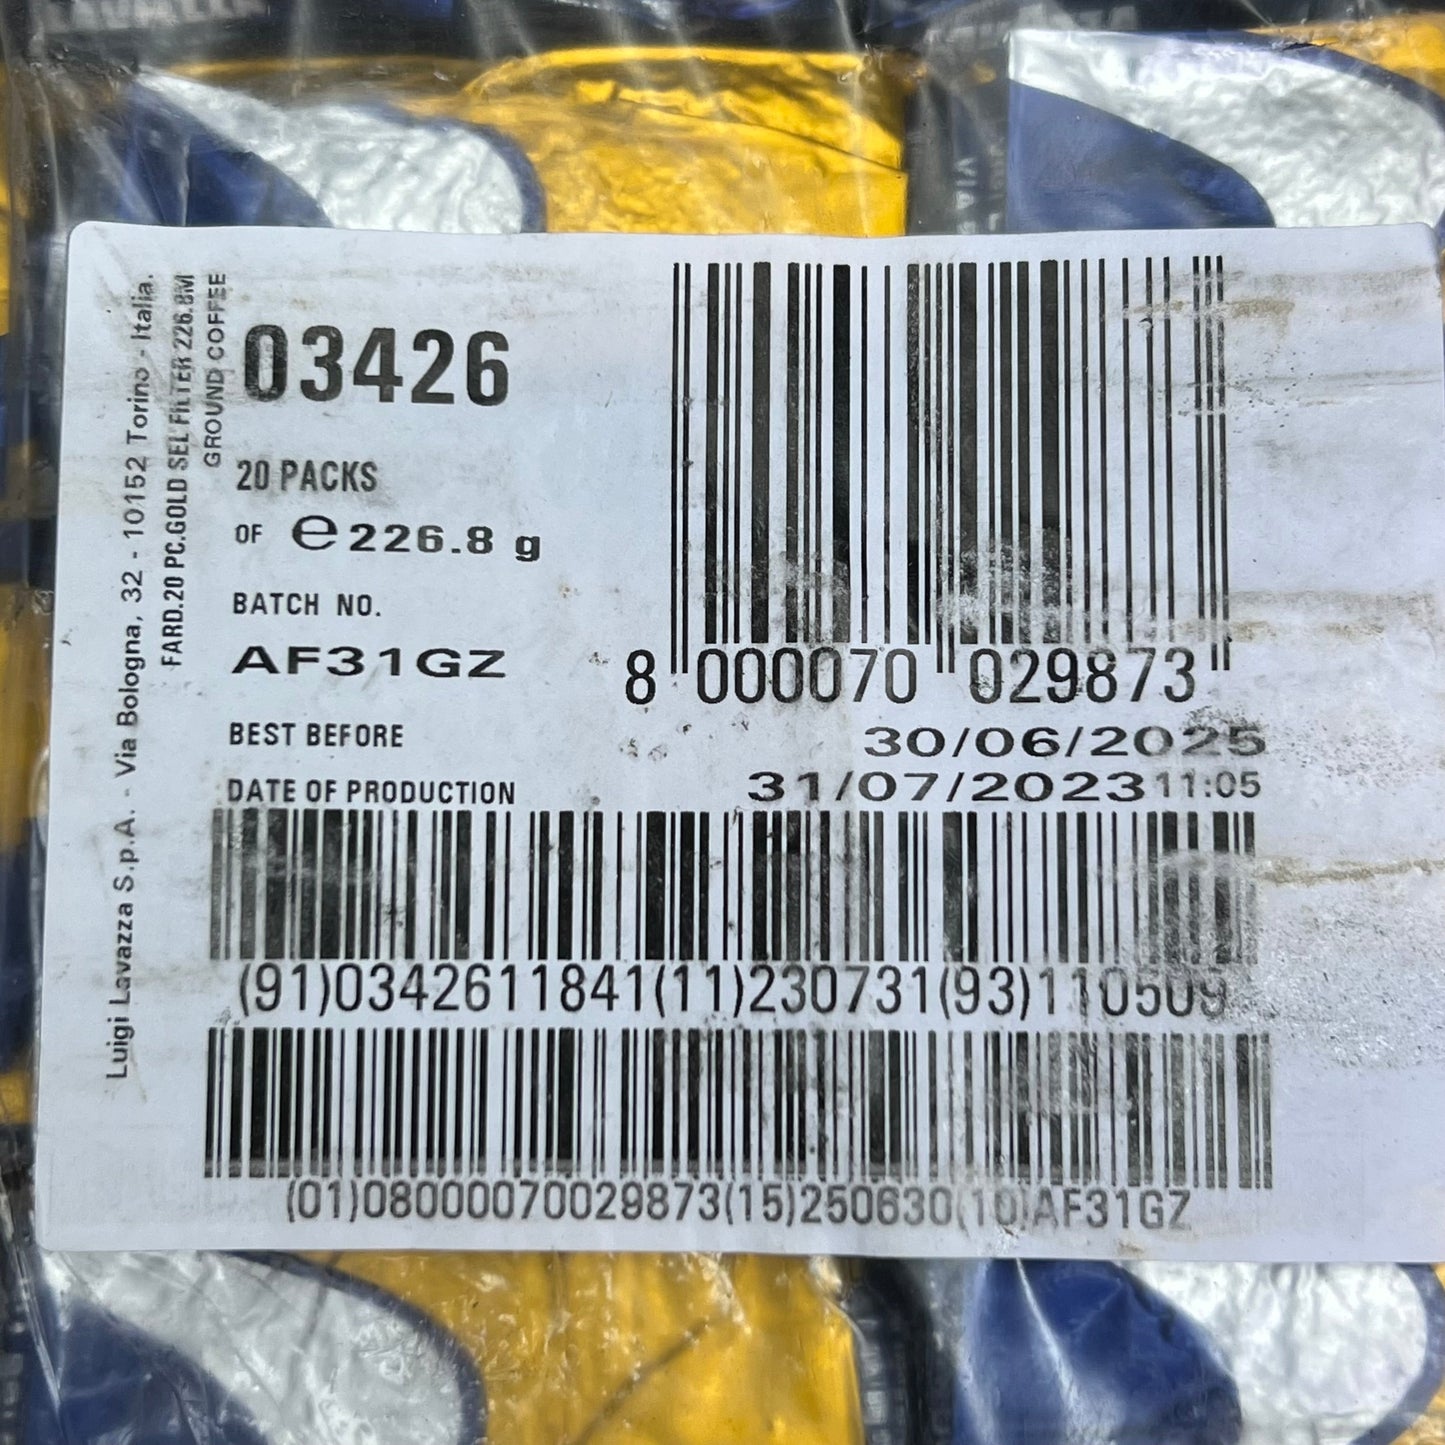 Luigi Lavazza S.p.A. - Via Bologna, 32 - 10152 Torino - Italia.
FARD.20 PC.GOLD SEL FILTER 226.8M
GROUND COFFEE
03426
20 PACKS
OF ℮ 226.8 g
BATCH NO.
AF31GZ
8 000070 029873
BEST BEFORE 30/06/2025
DATE OF PRODUCTION 31/07/2023 11:05
(91)0342611841(11)230731(93)110509
(01)08000070029873(15)250630(10)AF31GZ